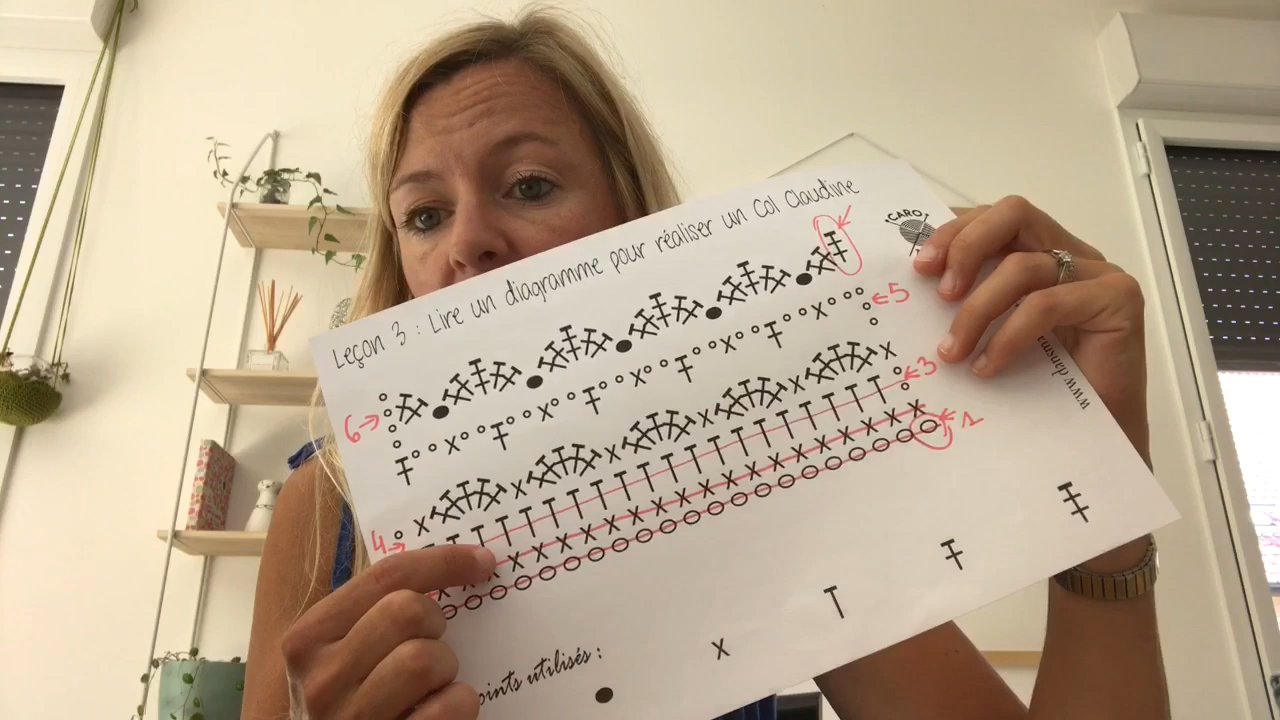 Leçon 3 : Lire un diagramme pour réaliser un Col Claudine
CARO
www.dansma
6
5
4
3
1
points utilisés :